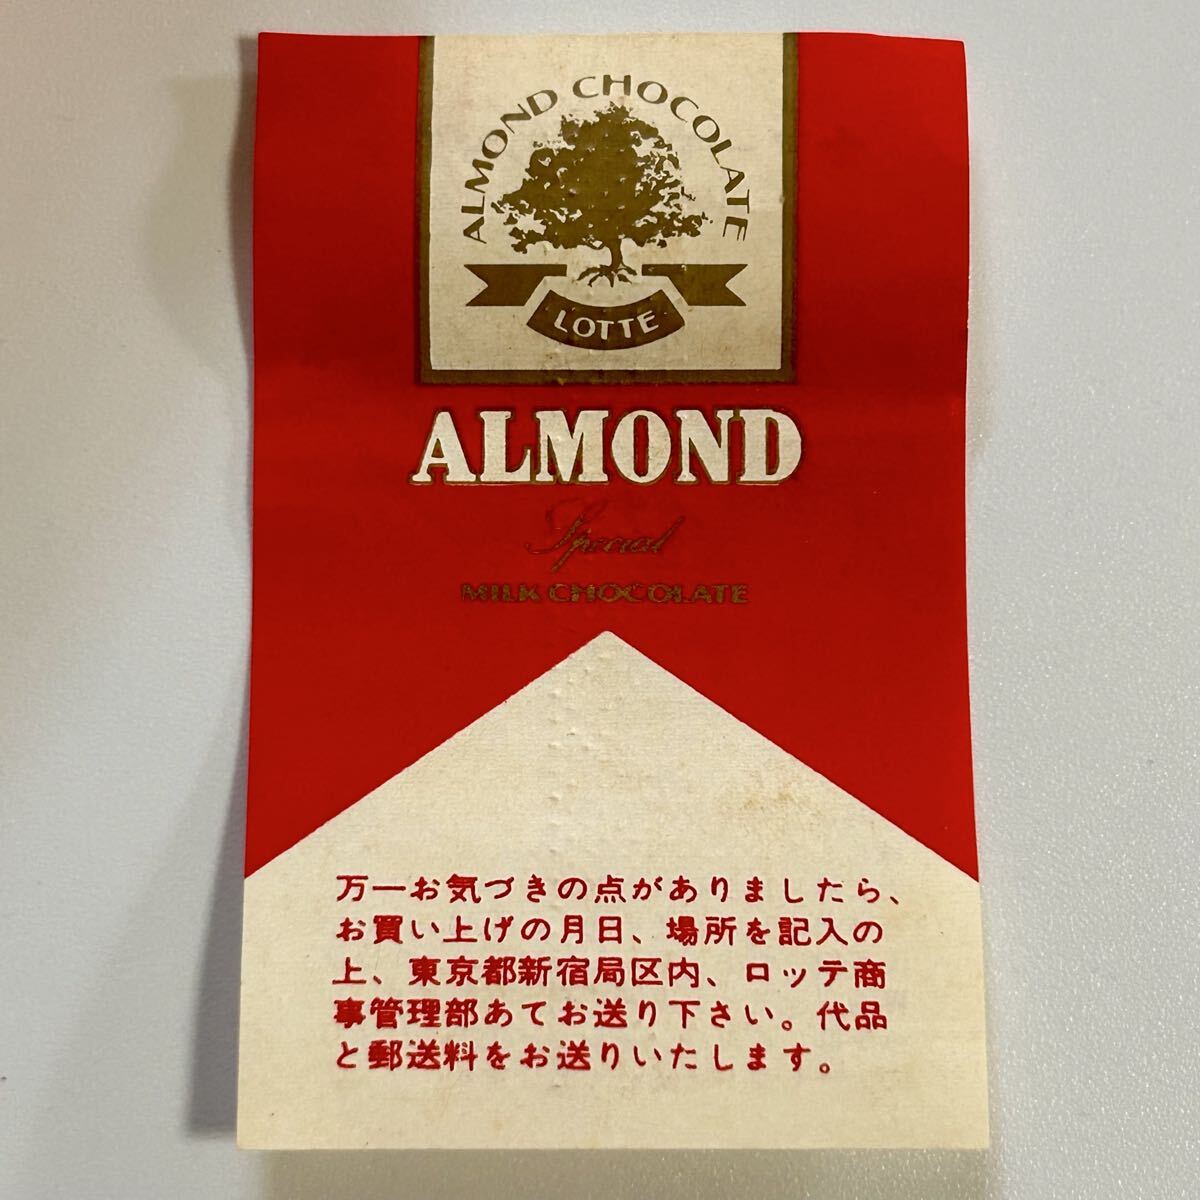 ALMOND CHOCOLATE
LOTTE
ALMOND
Special
MILK CHOCOLATE
万一お気づきの点がありましたら、
お買い上げの月日、場所を記入の
上、東京都新宿局区内、ロッテ商
事管理部あてお送り下さい。代品
と郵送料をお送りいたします。